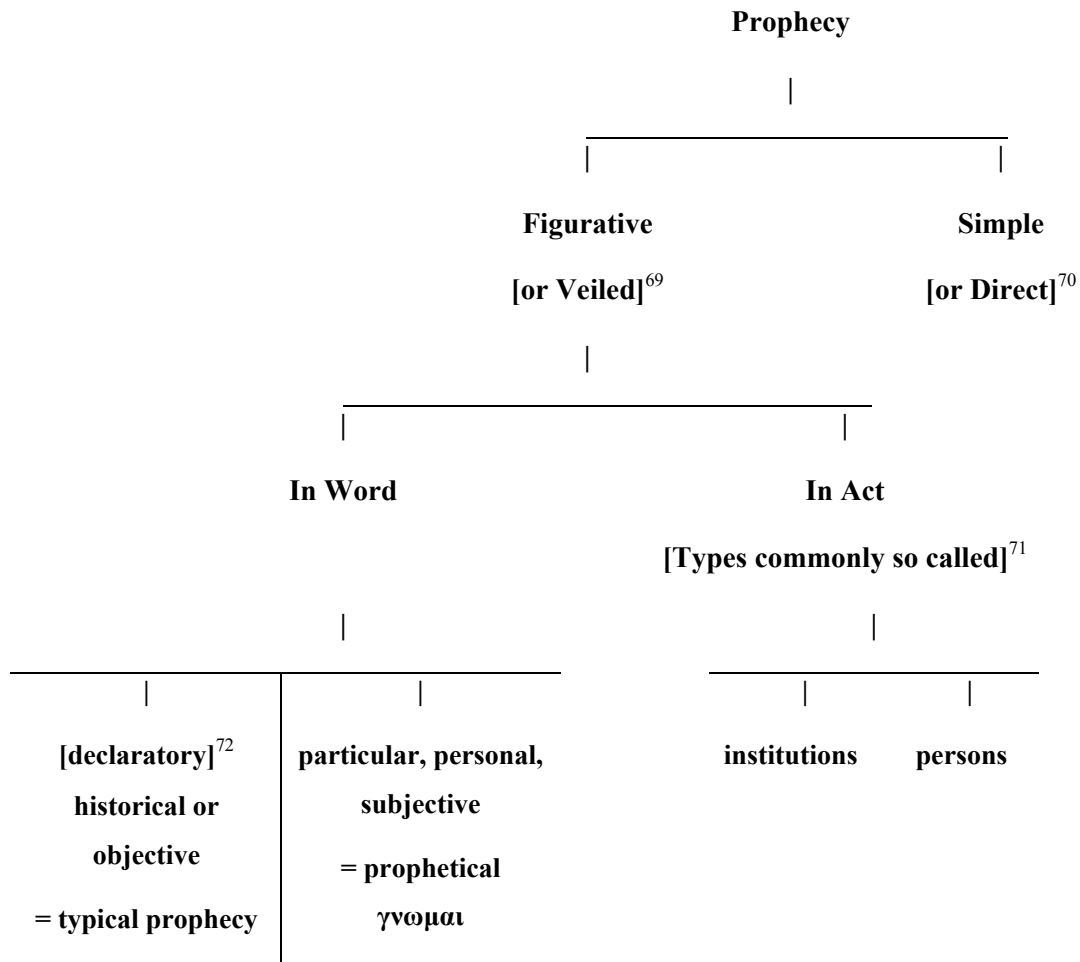 Prophecy
Figurative
[or Veiled]69
Simple
[or Direct]70
In Word
In Act
[Types commonly so called]71
[declaratory]72
historical or
objective
= typical prophecy
particular, personal,
subjective
= prophetical
γνωμαι
institutions
persons